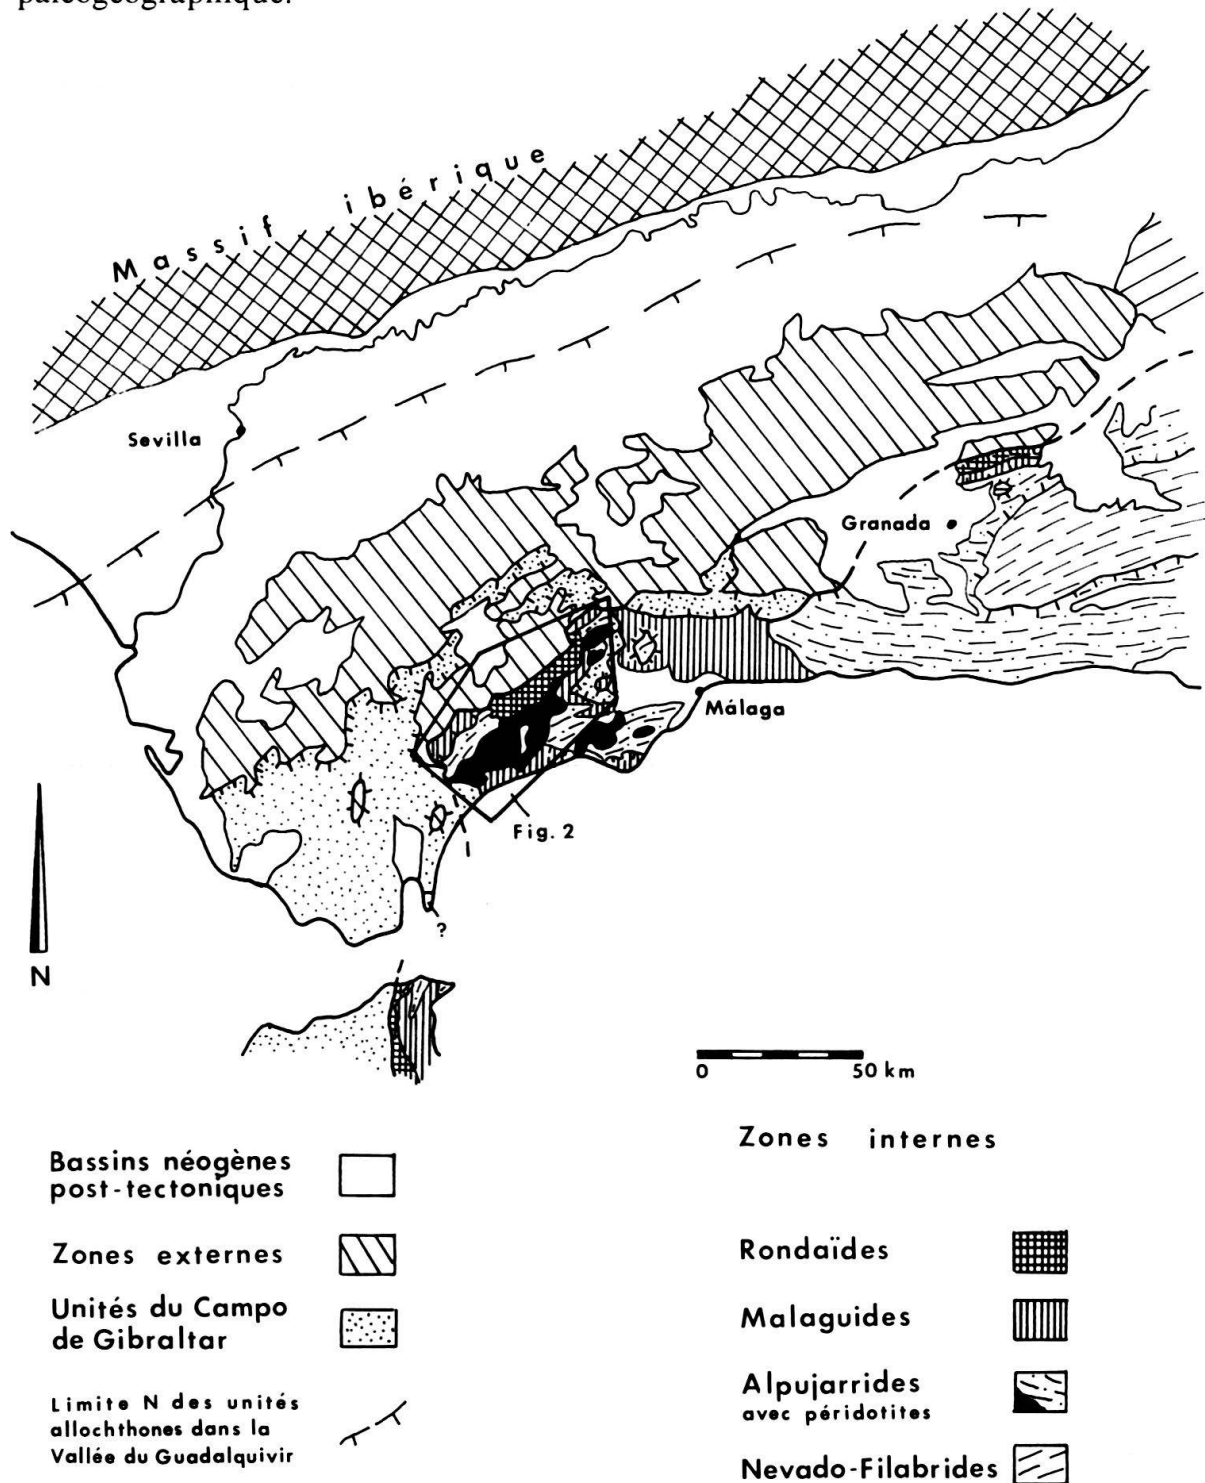 paléogéographique.
Massif ibérique
Sevilla
Granada
Málaga
Fig. 2
?
N
0 50 km
Bassins néogènes
post-tectoniques
Zones externes
Unités du Campo
de Gibraltar
Limite N des unités
allochthones dans la
Vallée du Guadalquivir
Zones internes
Rondaïdes
Malaguides
Alpujarrides
avec péridotites
Nevado-Filabrides